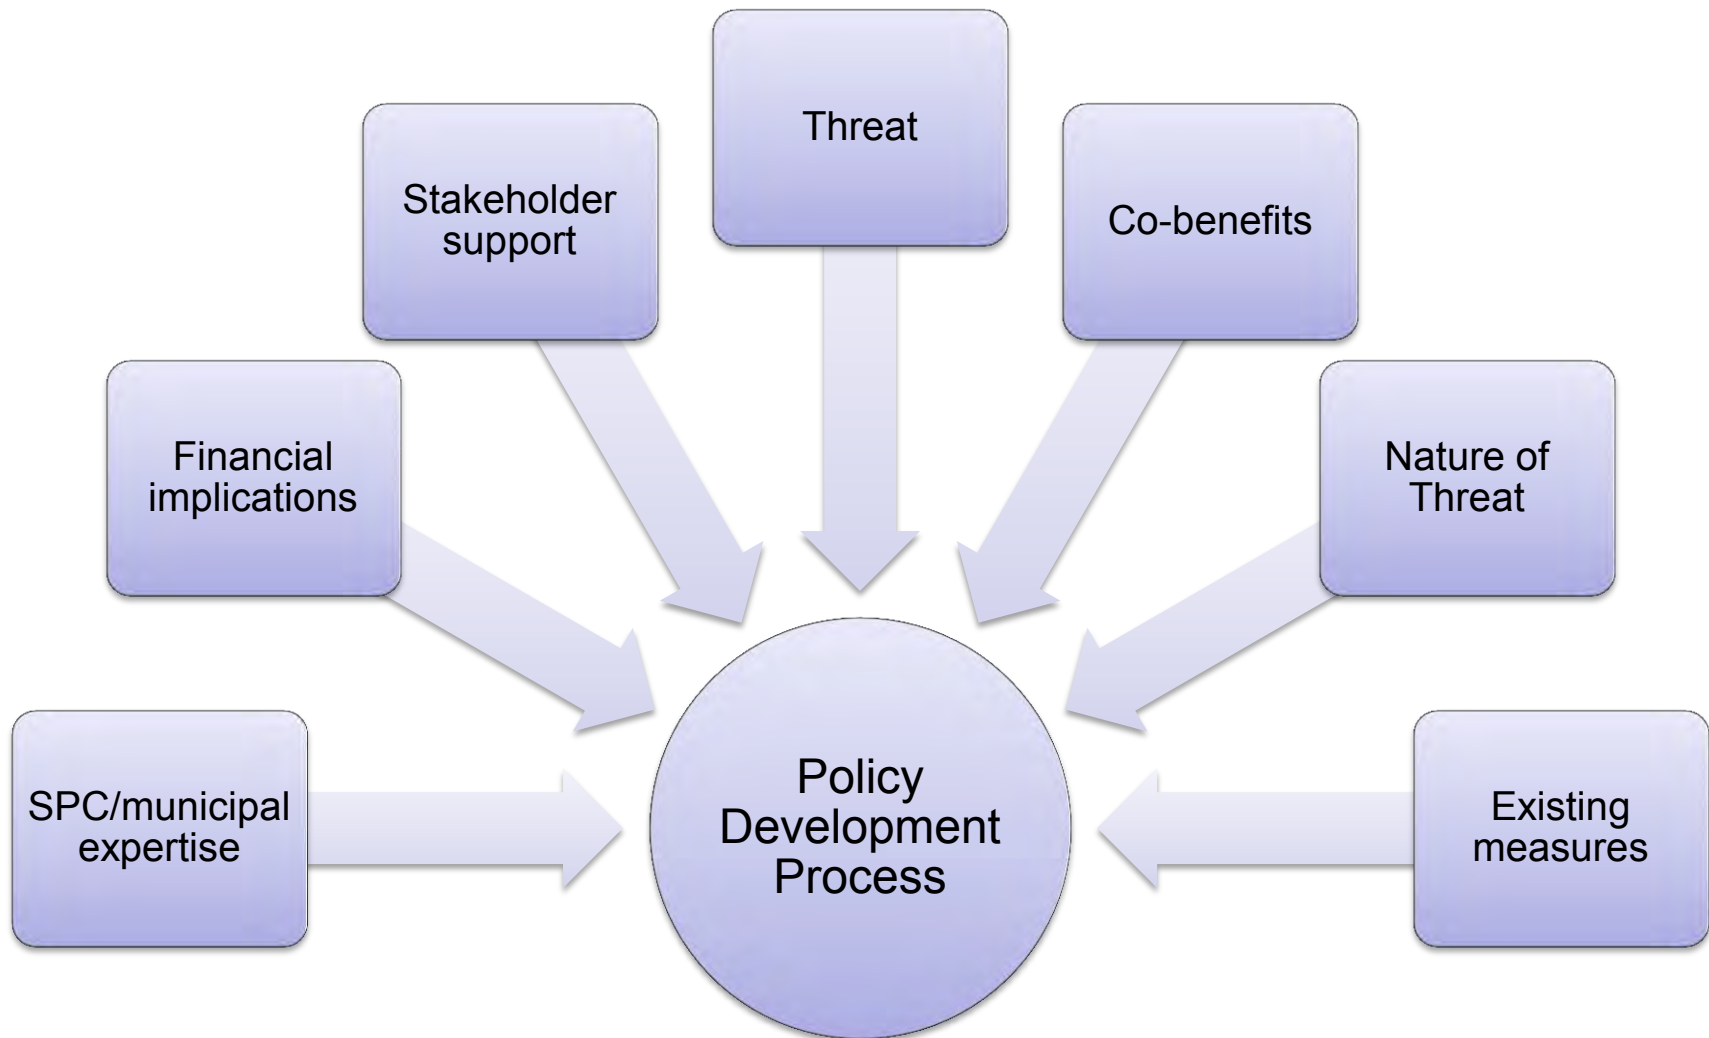 Threat
Stakeholder
support
Co-benefits
Financial
implications
Nature of
Threat
SPC/municipal
expertise
Policy
Development
Process
Existing
measures